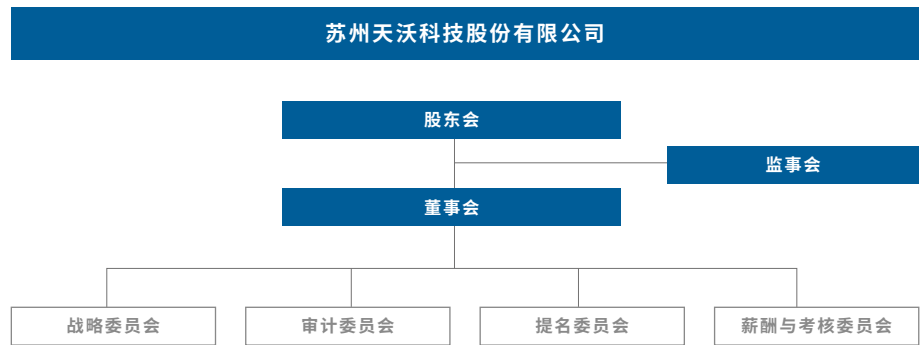 苏州天沃科技股份有限公司
股东会
监事会
董事会
战略委员会
审计委员会
提名委员会
薪酬与考核委员会